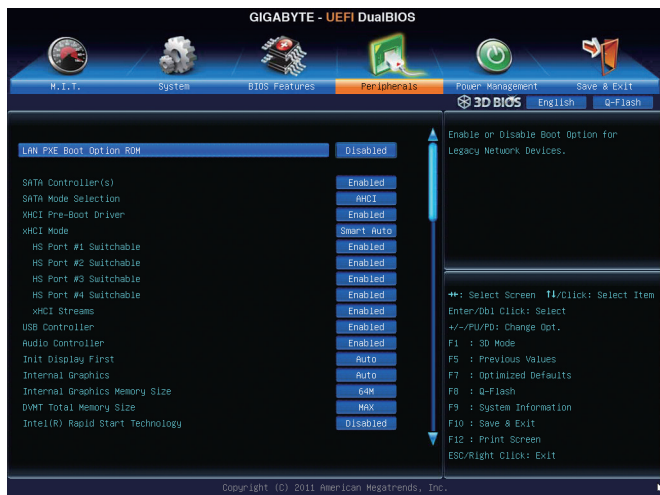 GIGABYTE - UEFI DualBIOS
M.I.T. System BIOS Features Peripherals Power Management Save & Exit
3D BIOS English Q-Flash
LAN PXE Boot Option ROM Disabled
SATA Controller(s) Enabled
SATA Mode Selection AHCI
XHCI Pre-Boot Driver Enabled
xHCI Mode Smart Auto
HS Port #1 Switchable Enabled
HS Port #2 Switchable Enabled
HS Port #3 Switchable Enabled
HS Port #4 Switchable Enabled
xHCI Streams Enabled
USB Controller Enabled
Audio Controller Enabled
Init Display First Auto
Internal Graphics Auto
Internal Graphics Memory Size 64M
DVMT Total Memory Size MAX
Intel(R) Rapid Start Technology Disabled
Enable or Disable Boot Option for
Legacy Network Devices.
→←: Select Screen ↑↓/Click: Select Item
Enter/Dbl Click: Select
+/-/PU/PD: Change Opt.
F1 : 3D Mode
F5 : Previous Values
F7 : Optimized Defaults
F8 : Q-Flash
F9 : System Information
F10 : Save & Exit
F12 : Print Screen
ESC/Right Click: Exit
Copyright (C) 2011 American Megatrends, Inc.